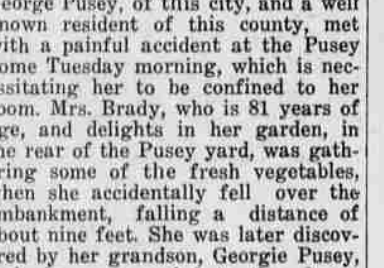 George Pusey, of this city, and a well
nown resident of this county, met
ith a painful accident at the Pusey
ome Tuesday morning, which is nec-
ssitating her to be confined to her
oom. Mrs. Brady, who is 81 years of
ge, and delights in her garden, in
he rear of the Pusey yard, was gath-
ring some of the fresh vegetables,
hen she accidentally fell over the
mbankment, falling a distance of
bout nine feet. She was later discov-
red by her grandson, Georgie Pusey,